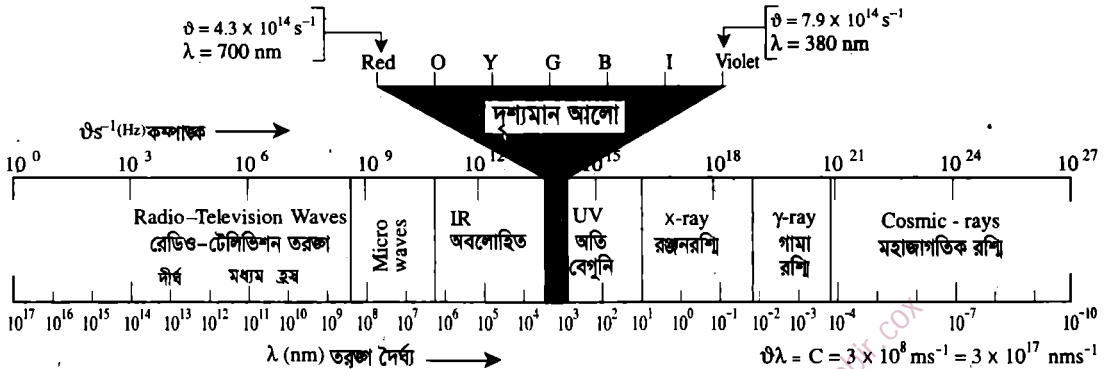 ϑ = 4.3 × 10¹⁴ s⁻¹
λ = 700 nm
ϑ = 7.9 × 10¹⁴ s⁻¹
λ = 380 nm
Red O Y G B I Violet
দৃশ্যমান আলো
ϑs⁻¹(Hz) কম্পাঙ্ক
10⁰ 10³ 10⁶ 10⁹ 10¹² 10¹⁵ 10¹⁸ 10²¹ 10²⁴ 10²⁷
Radio–Television Waves
রেডিও–টেলিভিশন তরঙ্গ
দীর্ঘ মধ্যম হ্রস্ব
Micro
waves
IR
অবলোহিত
UV
অতি
বেগুনি
x-ray
রঞ্জনরশ্মি
γ-ray
গামা
রশ্মি
Cosmic - rays
মহাজাগতিক রশ্মি
10¹⁷ 10¹⁶ 10¹⁵ 10¹⁴ 10¹³ 10¹² 10¹¹ 10¹⁰ 10⁹ 10⁸ 10⁷ 10⁶ 10⁵ 10⁴ 10³ 10² 10¹ 10⁰ 10⁻¹ 10⁻² 10⁻³ 10⁻⁴ 10⁻⁷ 10⁻¹⁰
λ (nm) তরঙ্গ দৈর্ঘ্য
ϑλ = C = 3 × 10⁸ ms⁻¹ = 3 × 10¹⁷ nms⁻¹